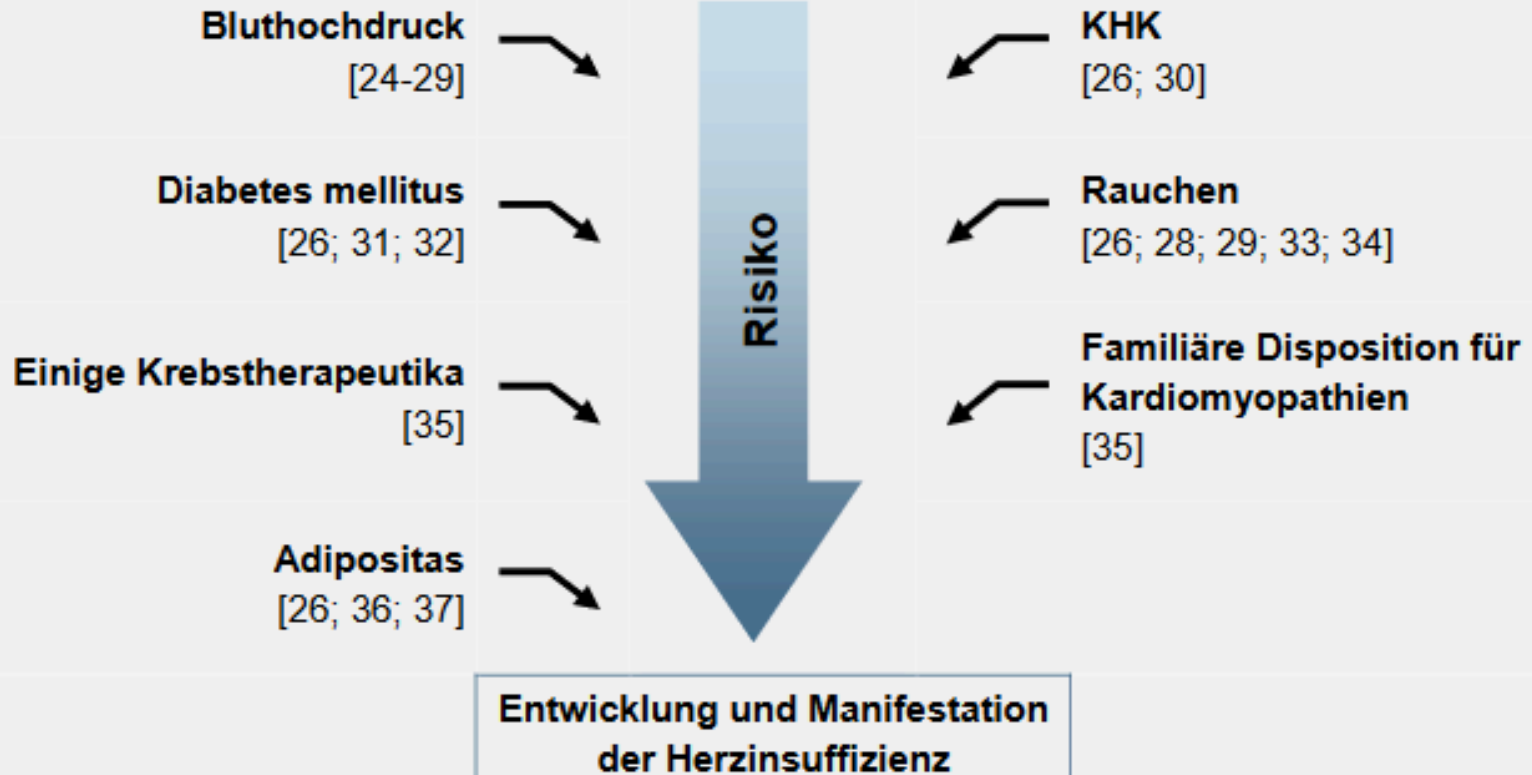 Bluthochdruck
[24-29]
KHK
[26; 30]
Diabetes mellitus
[26; 31; 32]
Rauchen
[26; 28; 29; 33; 34]
Risiko
Einige Krebstherapeutika
[35]
Familiäre Disposition für
Kardiomyopathien
[35]
Adipositas
[26; 36; 37]
Entwicklung und Manifestation
der Herzinsuffizienz